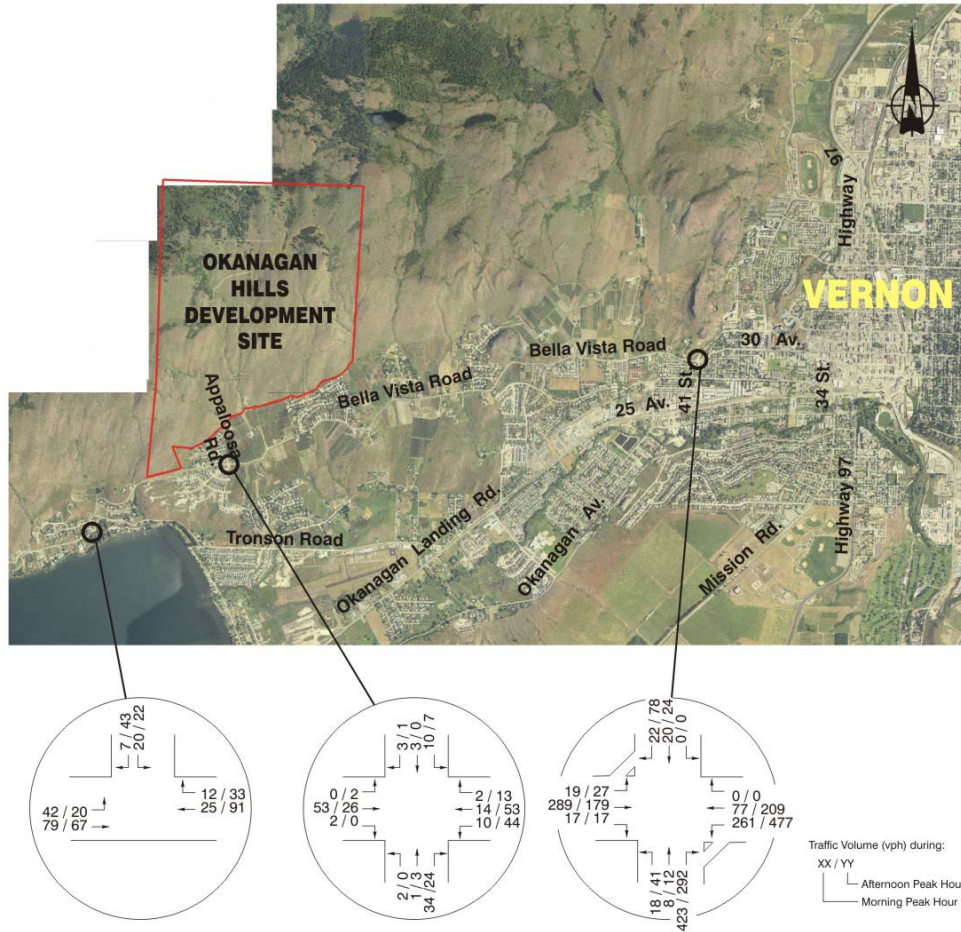 N
97
Highway
VERNON
OKANAGAN
HILLS
DEVELOPMENT
SITE
Bella Vista Road
30 Av.
Bella Vista Road
41 St.
34 St.
25 Av.
Appaloosa
Rd.
Okanagan Landing Rd.
Okanagan Av.
Mission Rd.
Highway 97
Tronson Road
7 / 43
20 / 22
42 / 20
79 / 67
12 / 33
25 / 91
3 / 1
3 / 0
10 / 7
0 / 2
53 / 26
2 / 0
2 / 13
14 / 53
10 / 44
2 / 0
1 / 3
34 / 24
22 / 78
20 / 24
0 / 0
19 / 27
289 / 179
17 / 17
0 / 0
77 / 209
261 / 477
18 / 41
8 / 12
423 / 292
Traffic Volume (vph) during:
XX / YY
Afternoon Peak Hou
Morning Peak Hour